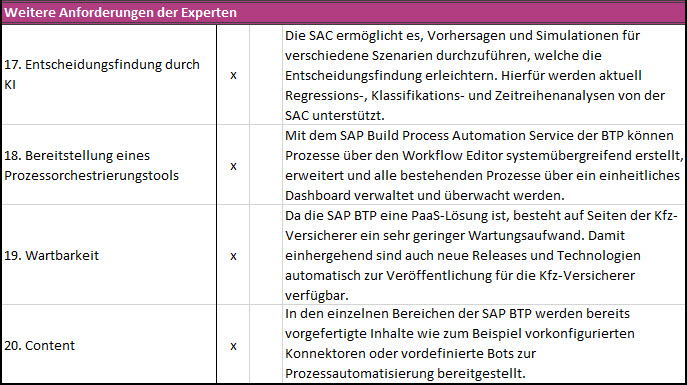 Weitere Anforderungen der Experten
17. Entscheidungsfindung durch
KI
x
Die SAC ermöglicht es, Vorhersagen und Simulationen für
verschiedene Szenarien durchzuführen, welche die
Entscheidungsfindung erleichtern. Hierfür werden aktuell
Regressions-, Klassifikations- und Zeitreihenanalysen von der
SAC unterstützt.
18. Bereitstellung eines
Prozessorchestrierungstools
x
Mit dem SAP Build Process Automation Service der BTP können
Prozesse über den Workflow Editor systemübergreifend erstellt,
erweitert und alle bestehenden Prozesse über ein einheitliches
Dashboard verwaltet und überwacht werden.
19. Wartbarkeit
x
Da die SAP BTP eine PaaS-Lösung ist, besteht auf Seiten der Kfz-
Versicherer ein sehr geringer Wartungsaufwand. Damit
einhergehend sind auch neue Releases und Technologien
automatisch zur Veröffentlichung für die Kfz-Versicherer
verfügbar.
20. Content
x
In den einzelnen Bereichen der SAP BTP werden bereits
vorgefertigte Inhalte wie zum Beispiel vorkonfigurierten
Konnektoren oder vordefinierte Bots zur
Prozessautomatisierung bereitgestellt.